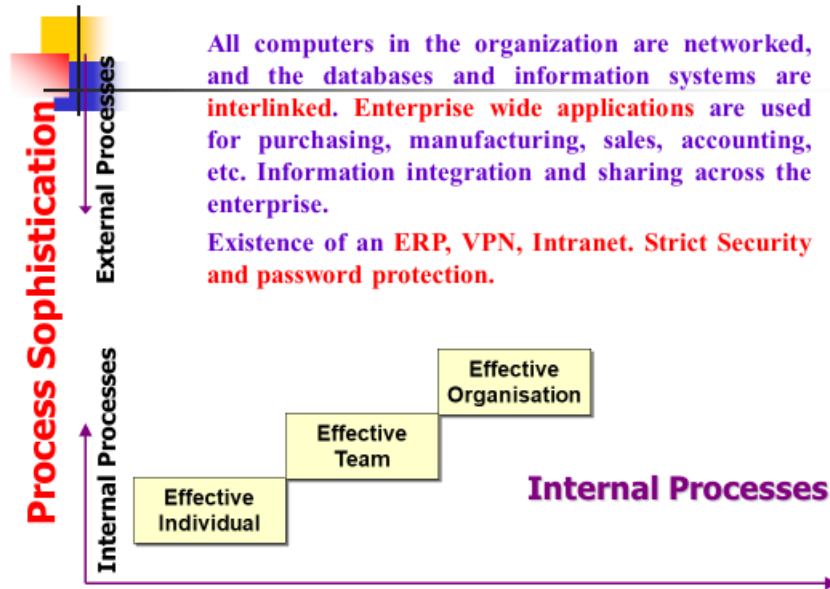 All computers in the organization are networked,
and the databases and information systems are
interlinked. Enterprise wide applications are used
for purchasing, manufacturing, sales, accounting,
etc. Information integration and sharing across the
enterprise.
Existence of an ERP, VPN, Intranet. Strict Security
and password protection.
Process Sophistication
External Processes
Internal Processes
Effective
Organisation
Effective
Team
Effective
Individual
Internal Processes